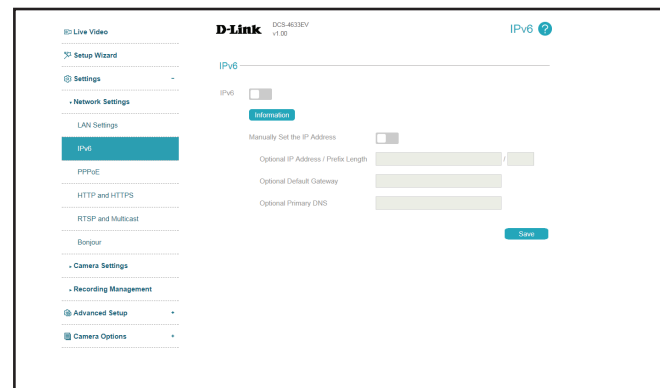 Live Video
D-Link DCS-4633EV
v1.00
IPv6 ?
Setup Wizard
Settings -
Network Settings
LAN Settings
IPv6
PPPoE
HTTP and HTTPS
RTSP and Multicast
Bonjour
Camera Settings
Recording Management
Advanced Setup +
Camera Options +
IPv6
IPv6
Information
Manually Set the IP Address
Optional IP Address / Prefix Length /
Optional Default Gateway
Optional Primary DNS
Save